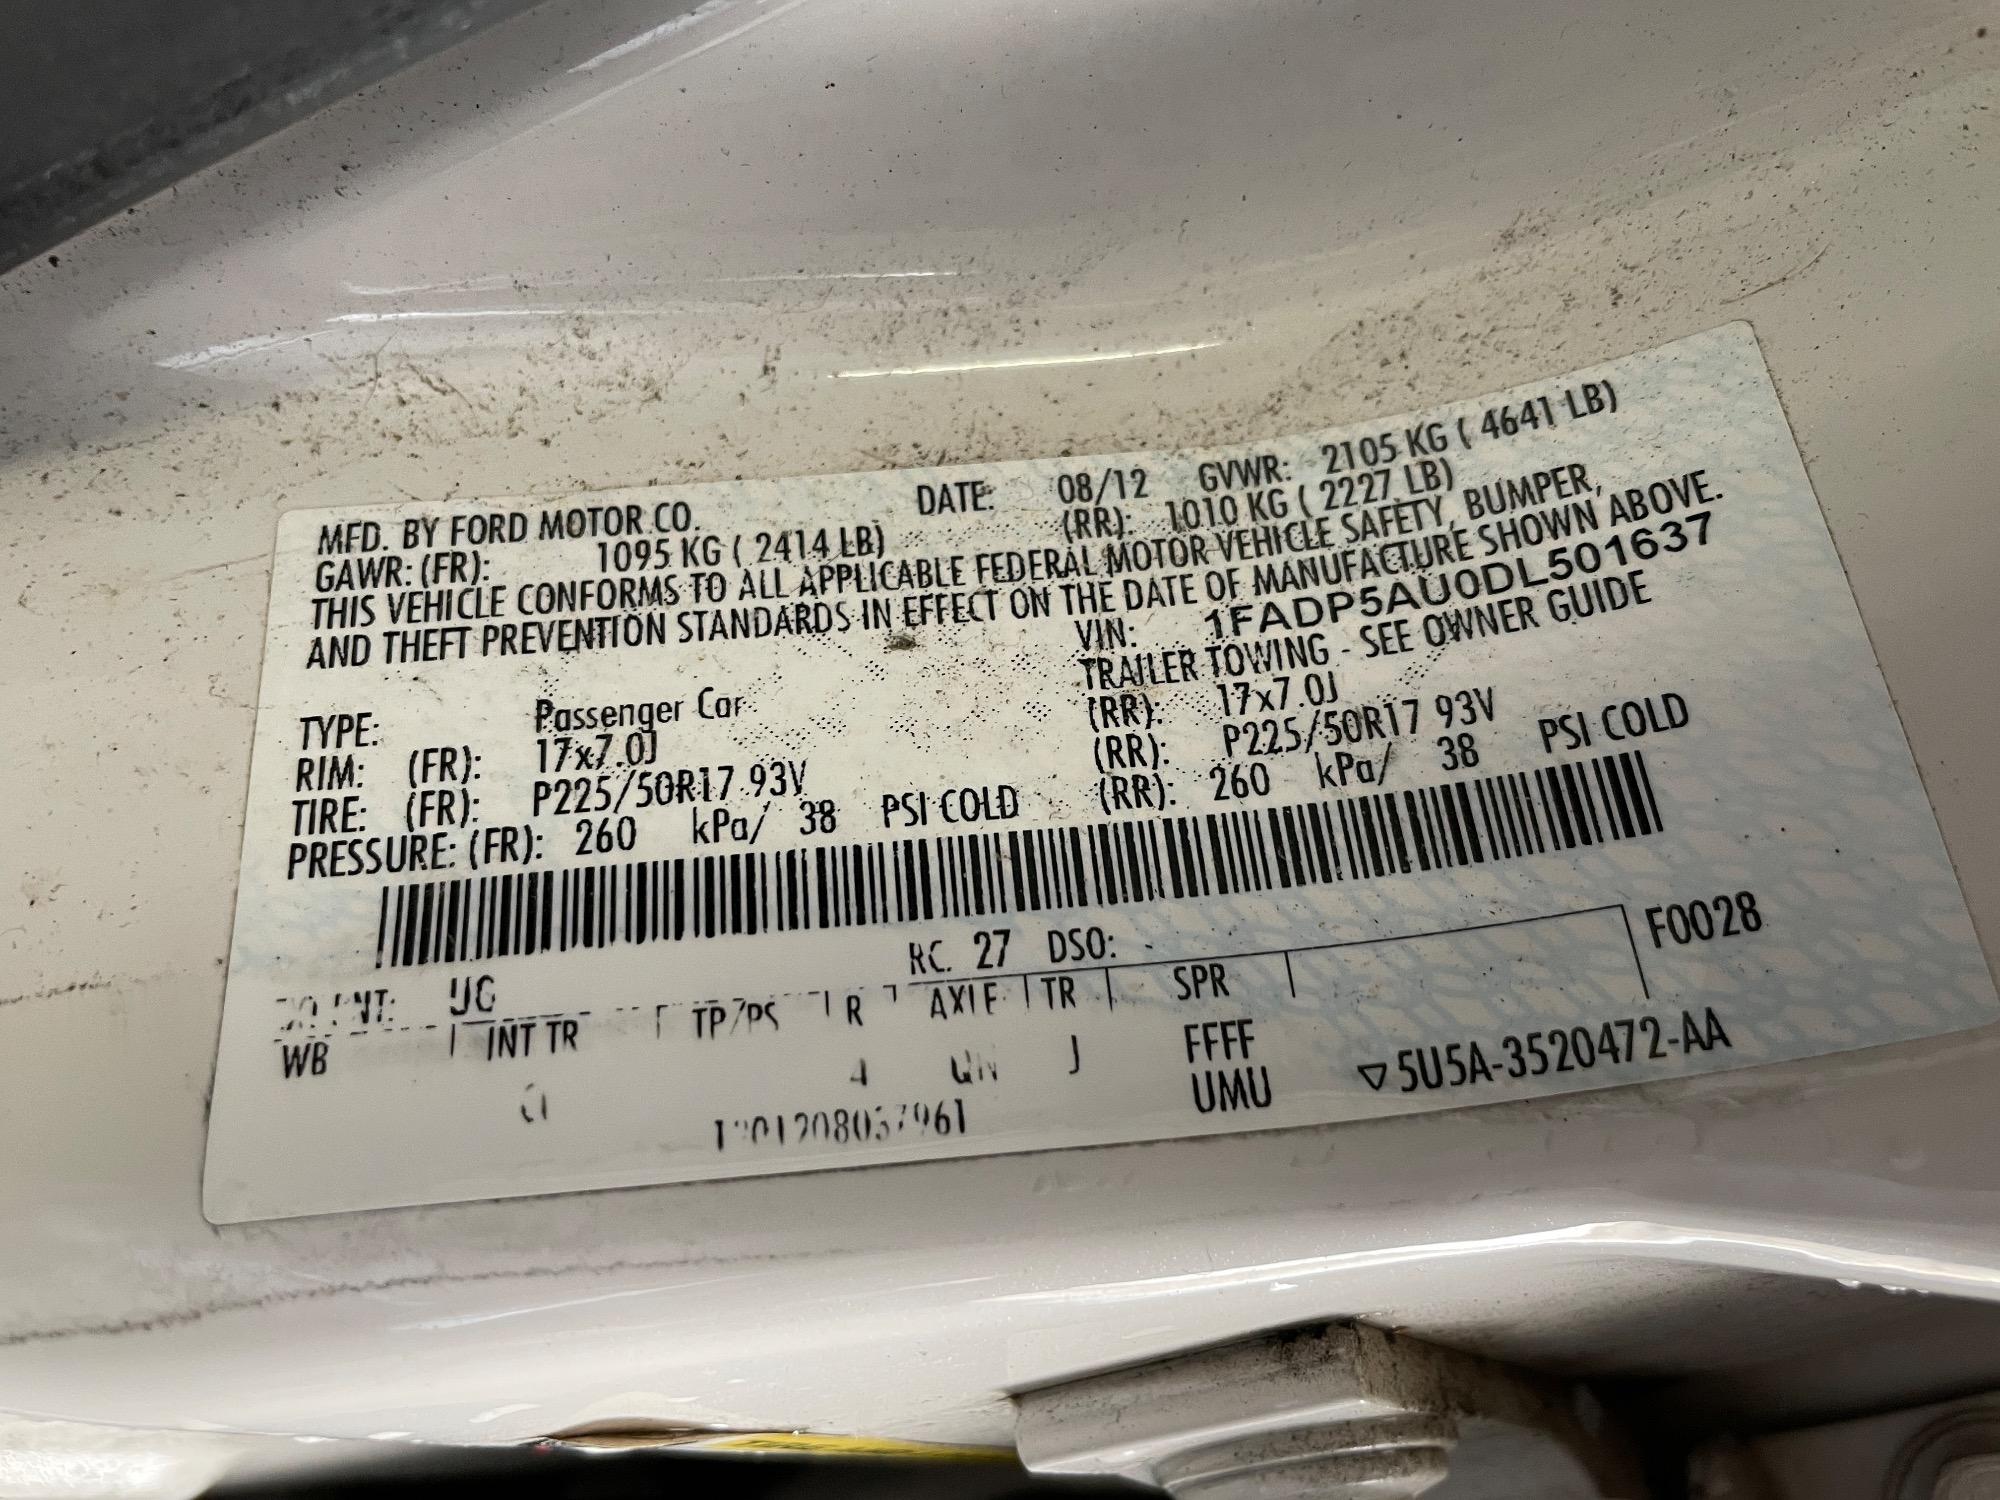 MFD. BY FORD MOTOR CO. DATE: 08/12 GVWR: 2105 KG ( 4641 LB)
GAWR: (FR): 1095 KG ( 2414 LB) (RR): 1010 KG ( 2227 LB)
THIS VEHICLE CONFORMS TO ALL APPLICABLE FEDERAL MOTOR VEHICLE SAFETY, BUMPER,
AND THEFT PREVENTION STANDARDS IN EFFECT ON THE DATE OF MANUFACTURE SHOWN ABOVE.
VIN: 1FADP5AU0DL501637
TYPE: Passenger Car TRAILER TOWING - SEE OWNER GUIDE
RIM: (FR): 17x7.0J (RR): 17x7.0J
TIRE: (FR): P225/50R17 93V (RR): P225/50R17 93V
PRESSURE: (FR): 260 kPa/ 38 PSI COLD (RR): 260 kPa/ 38 PSI COLD
F0028
UG RC: 27 DSO:
WB INT TR TP/PS R AXLE TR SPR
4 J FFFF
UMU ▽5U5A-3520472-AA